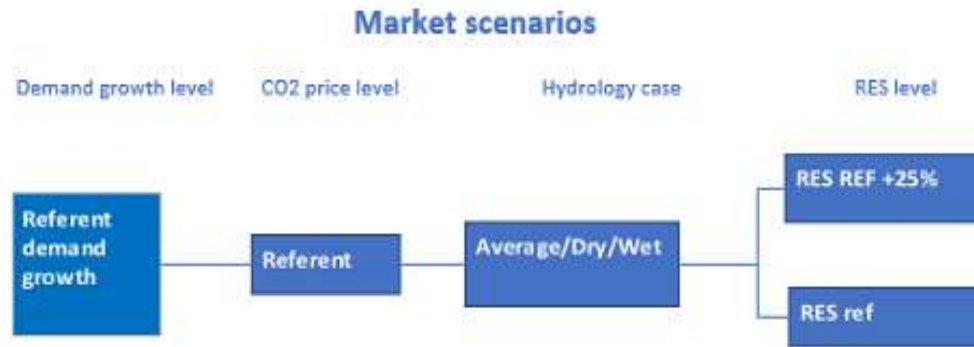 Market scenarios
Demand growth level
CO2 price level
Hydrology case
RES level
Referent
demand
growth
Referent
Average/Dry/Wet
RES REF +25%
RES ref